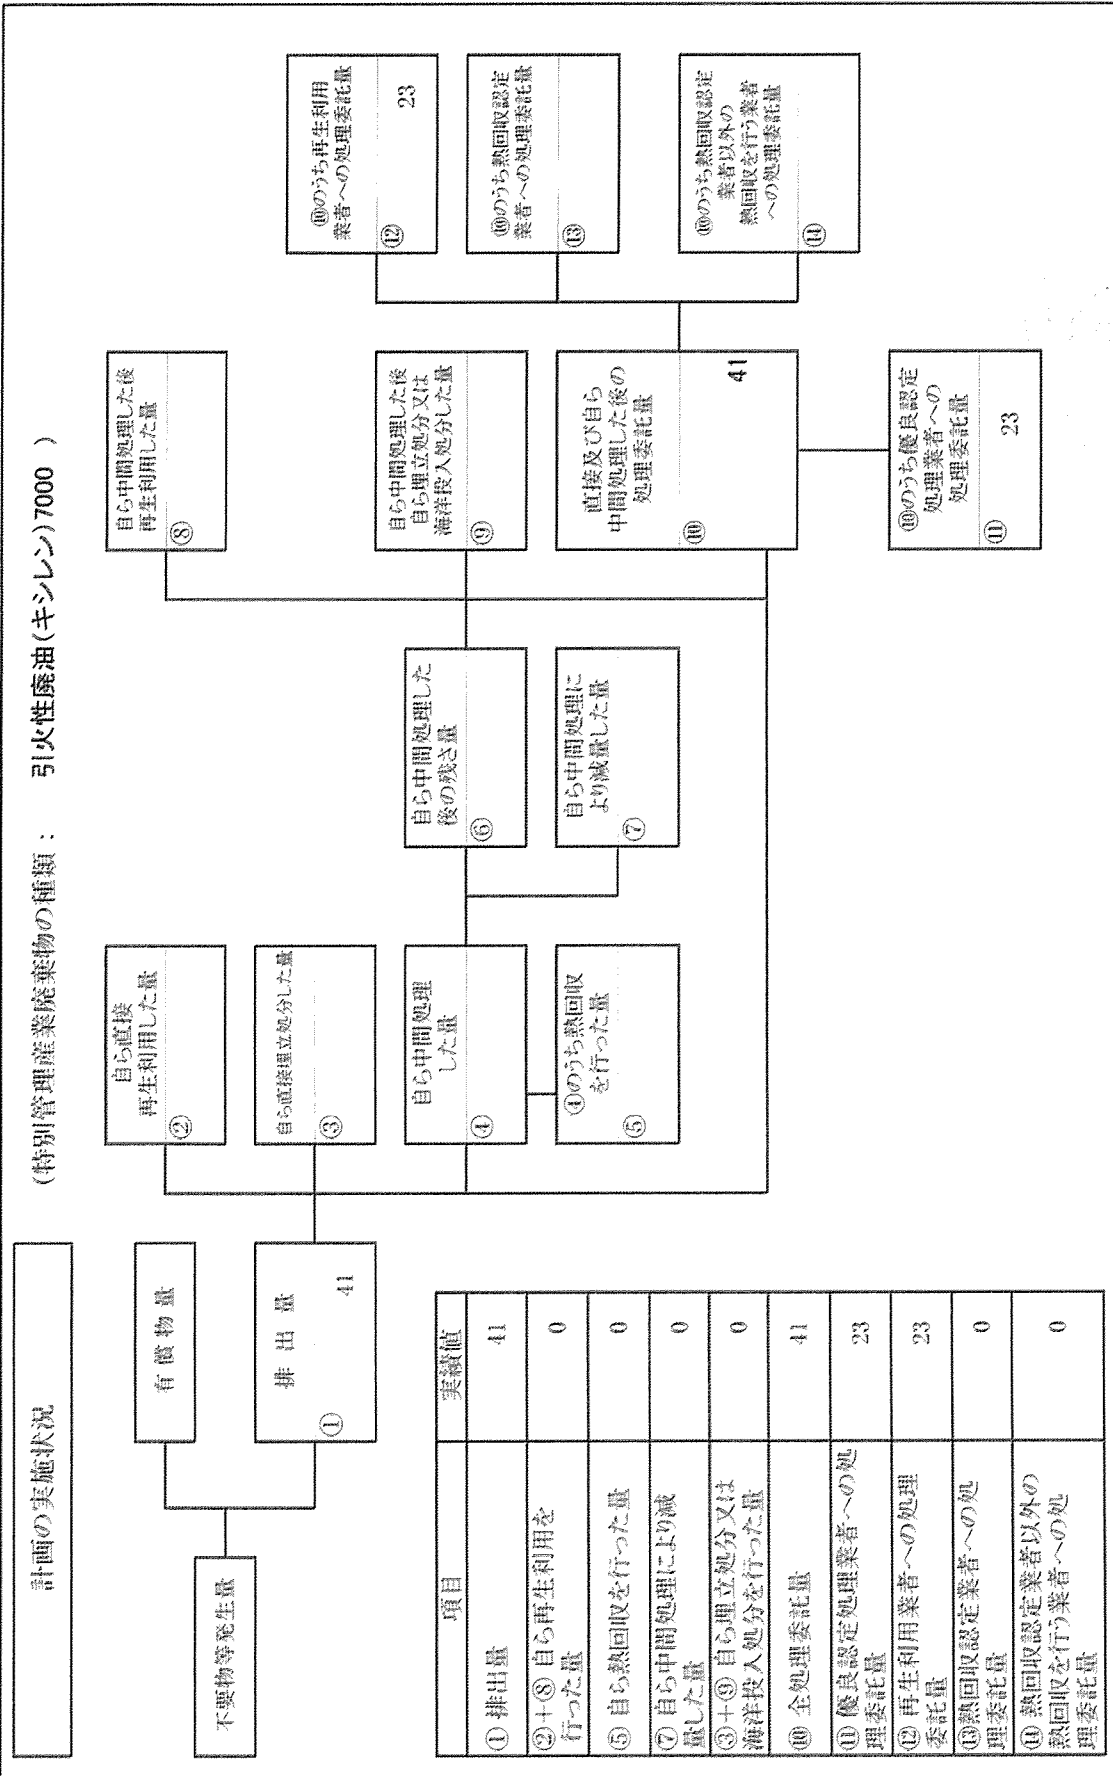 計画の実施状況
(特別管理産業廃棄物の種類： 引火性廃油(キシレン)7000 )
不要物等発生量
有 償 物 量
排 出 量
① 41
自ら直接
再生利用した量
②
自ら直接埋立処分した量
③
自ら中間処理
した量
④
④のうち熱回収
を行った量
⑤
自ら中間処理した
後の残さ量
⑥
自ら中間処理に
より減量した量
⑦
自ら中間処理した後
再生利用した量
⑧
自ら中間処理した後
自ら埋立処分又は
海洋投入処分した量
⑨
直接及び自ら
中間処理した後の
処理委託量
⑩ 41
⑩のうち優良認定
処理業者への
処理委託量
⑪ 23
⑩のうち再生利用
業者への処理委託量
⑫ 23
⑩のうち熱回収認定
業者への処理委託量
⑬
⑩のうち熱回収認定
業者以外の
熱回収を行う業者
への処理委託量
⑭
項目 実績値
① 排出量 41
②＋⑧ 自ら再生利用を
行った量 0
⑤ 自ら熱回収を行った量 0
⑦ 自ら中間処理により減
量した量 0
③＋⑨ 自ら埋立処分又は
海洋投入処分を行った量 0
⑩ 全処理委託量 41
⑪ 優良認定処理業者への処
理委託量 23
⑫ 再生利用業者への処理
委託量 23
⑬熱回収認定業者への処
理委託量 0
⑭ 熱回収認定業者以外の
熱回収を行う業者への処
理委託量 0